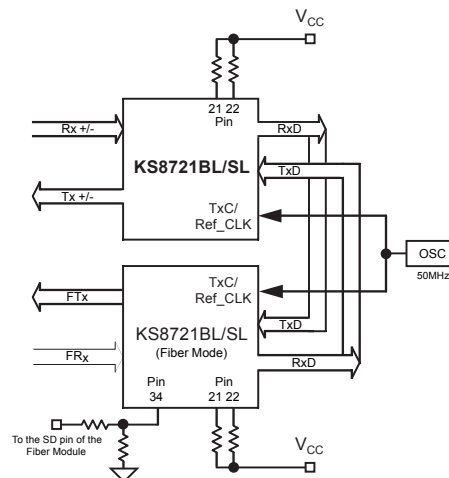 VCC
21 22
Pin
Rx +/-
RxD
KS8721BL/SL
TxD
Tx +/-
TxC/
Ref_CLK
OSC
50MHz
TxC/
Ref_CLK
FTx
KS8721BL/SL
(Fiber Mode)
TxD
FRx
RxD
Pin
34
Pin
21 22
To the SD pin of the
Fiber Module
VCC